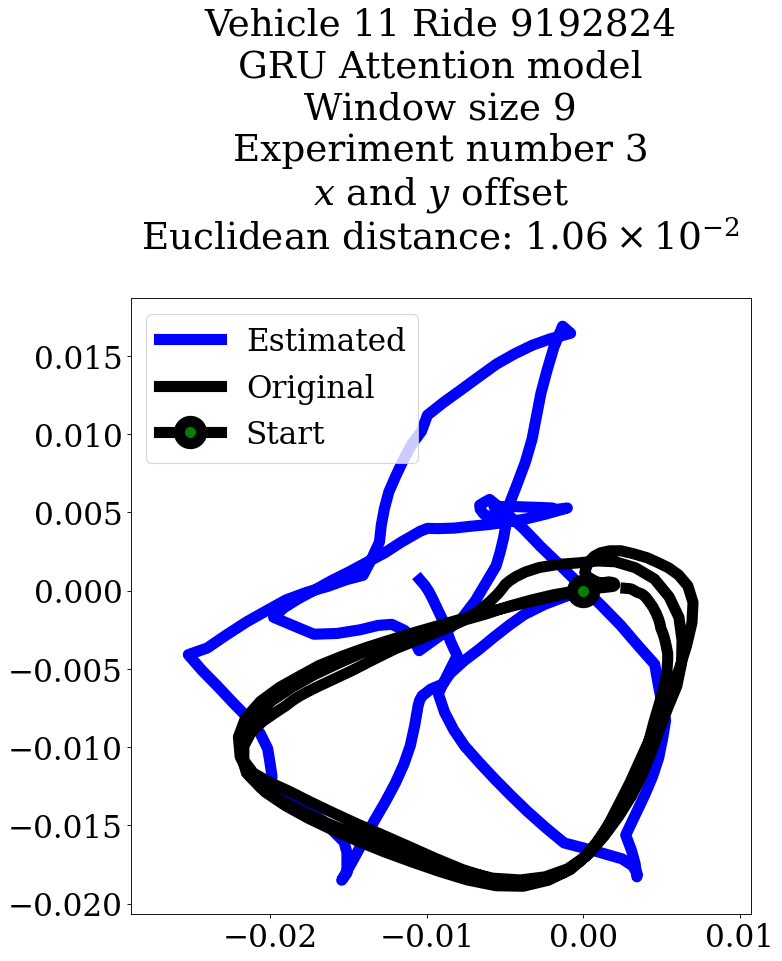 Vehicle 11 Ride 9192824
GRU Attention model
Window size 9
Experiment number 3
x and y offset
Euclidean distance: 1.06 × 10⁻²
Estimated
Original
Start
0.015
0.010
0.005
0.000
−0.005
−0.010
−0.015
−0.020
−0.02 −0.01 0.00 0.01